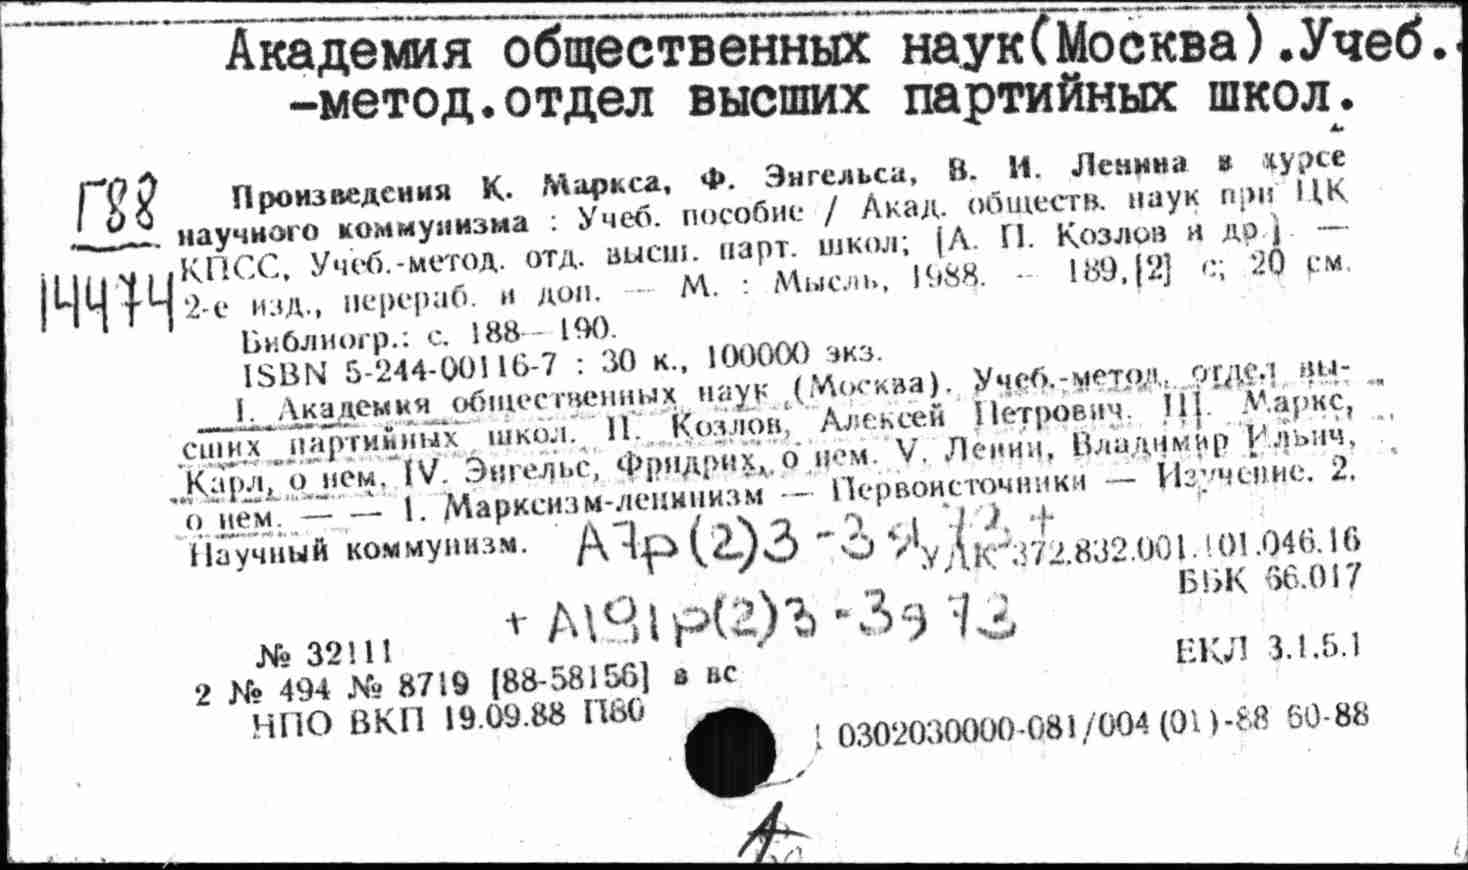 Академия общественных наук(Москва).Учеб.-
-метод.отдел высших партийных школ.
Г88
14474
Произведения К. Маркса, Ф. Энгельса, В. И. Ленина в курсе
научного коммунизма : Учеб. пособие / Акад. обществ. наук при ЦК
КПСС, Учеб.-метод. отд. высш. парт. школ; [А. П. Козлов и др.]. —
2-е изд., перераб. и доп. — М. : Мысль, 1988. — 189,[2] с; 20 см.
Библиогр.: с. 188—190.
ISBN 5-244-00116-7 : 30 к., 100000 экз.
I. Академия общественных наук (Москва). Учеб.-метод. отдел вы-
сших партийных школ. II. Козлов, Алексей Петрович. III. Маркс,
Карл, о нем. IV. Энгельс, Фридрих, о нем. V. Ленин, Владимир Ильич,
о нем. — — 1. Марксизм-ленинизм — Первоисточники — Изучение. 2.
Научный коммунизм.
А7р(2)3-3я73 +
УДК 372.832.001.101.046.16
ББК 66.017
+ А191р(2)3-3я73
№ 32111
ЕКЛ 3.1.5.1
2 № 494 № 8719 [88-58156] в вс
НПО ВКП 19.09.88 П80
0302030000-081/004(01)-88 60-88